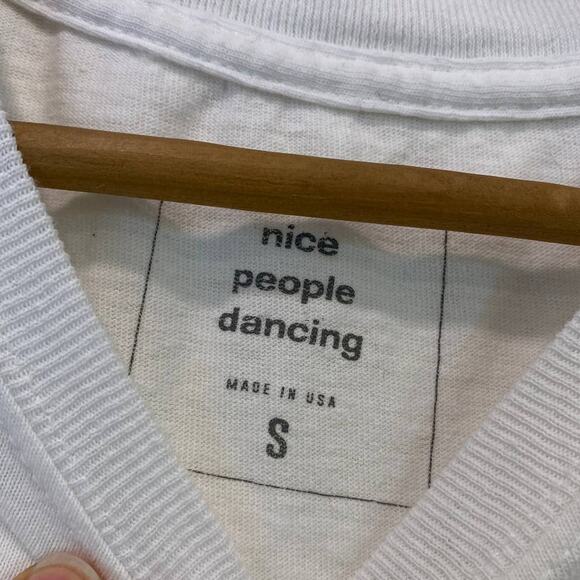 nice
people
dancing
MADE IN USA
S